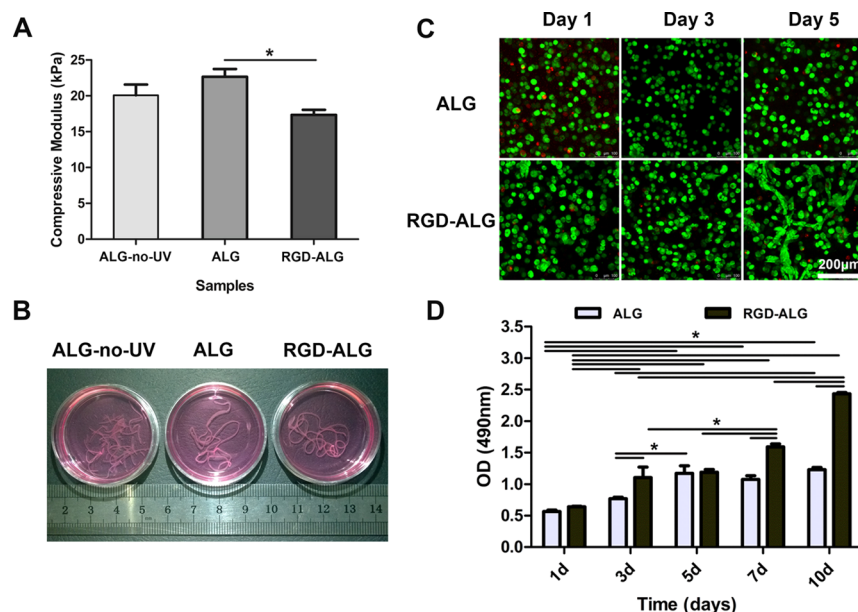 A
Compressive Modulus (kPa)
25
20
15
10
5
0
*
ALG-no-UV ALG RGD-ALG
Samples
B
ALG-no-UV ALG RGD-ALG
2 3 4 5 6 7 8 9 10 11 12 13 14
C
Day 1 Day 3 Day 5
ALG
RGD-ALG
200μm
D
ALG RGD-ALG
OD (490nm)
3.5
3.0
2.5
2.0
1.5
1.0
0.5
0.0
*
*
*
1d 3d 5d 7d 10d
Time (days)